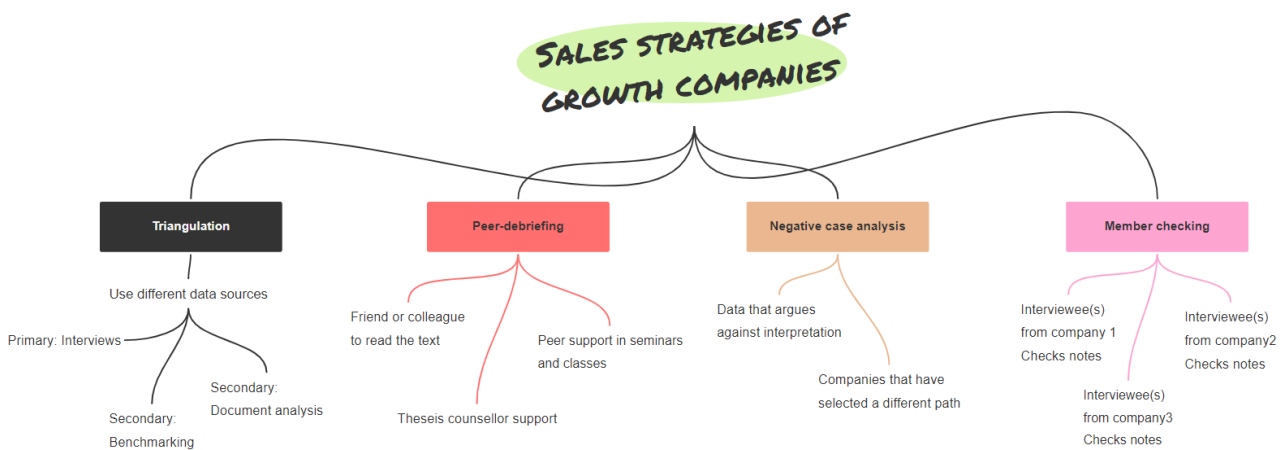 Sales strategies of
growth companies
Triangulation
Peer-debriefing
Negative case analysis
Member checking
Use different data sources
Primary: Interviews
Secondary:
Benchmarking
Secondary:
Document analysis
Friend or colleague
to read the text
Theseis counsellor support
Peer support in seminars
and classes
Data that argues
against interpretation
Companies that have
selected a different path
Interviewee(s)
from company 1
Checks notes
Interviewee(s)
from company3
Checks notes
Interviewee(s)
from company2
Checks notes